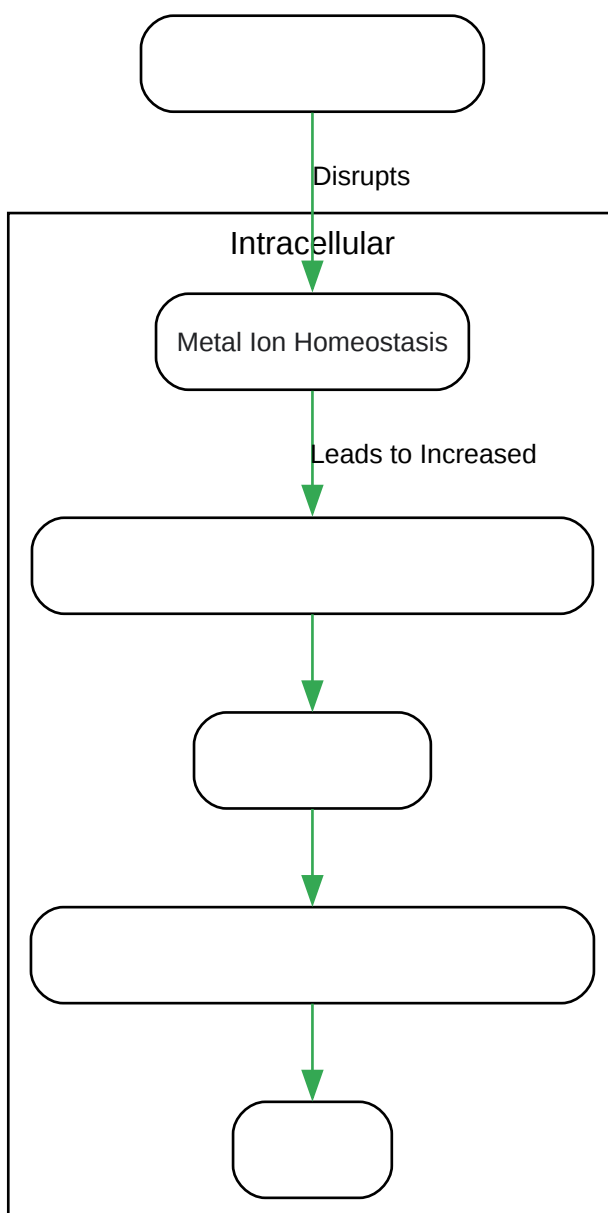 Disrupts
Intracellular
Metal Ion Homeostasis
Leads to Increased